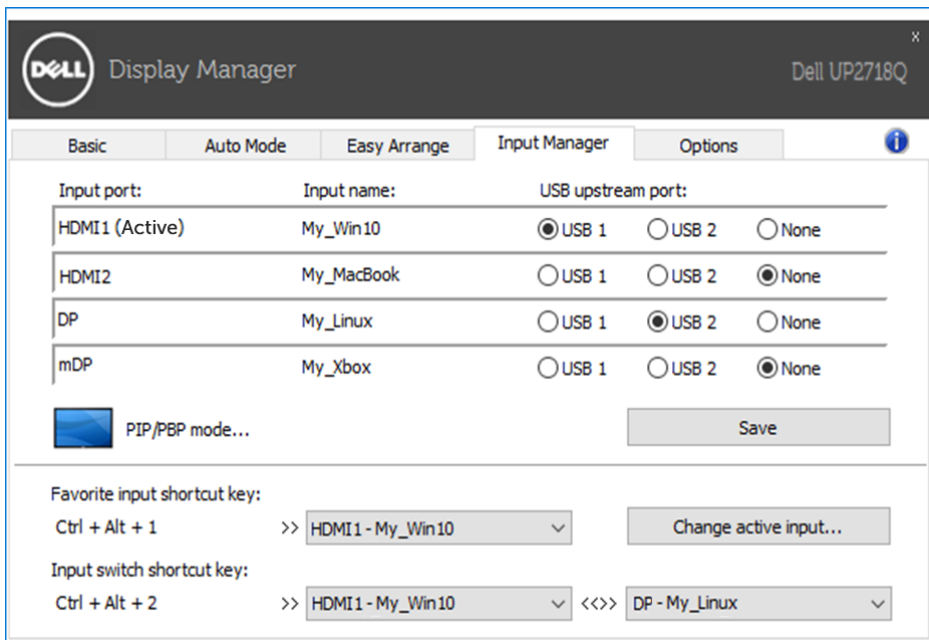 x
DELL Display Manager Dell UP2718Q
Basic Auto Mode Easy Arrange Input Manager Options i
Input port: Input name: USB upstream port:
HDMI1 (Active) My_Win10 USB 1 USB 2 None
HDMI2 My_MacBook USB 1 USB 2 None
DP My_Linux USB 1 USB 2 None
mDP My_Xbox USB 1 USB 2 None
PIP/PBP mode... Save
Favorite input shortcut key:
Ctrl + Alt + 1 >> HDMI1 - My_Win10 Change active input...
Input switch shortcut key:
Ctrl + Alt + 2 >> HDMI1 - My_Win10 <<>> DP - My_Linux